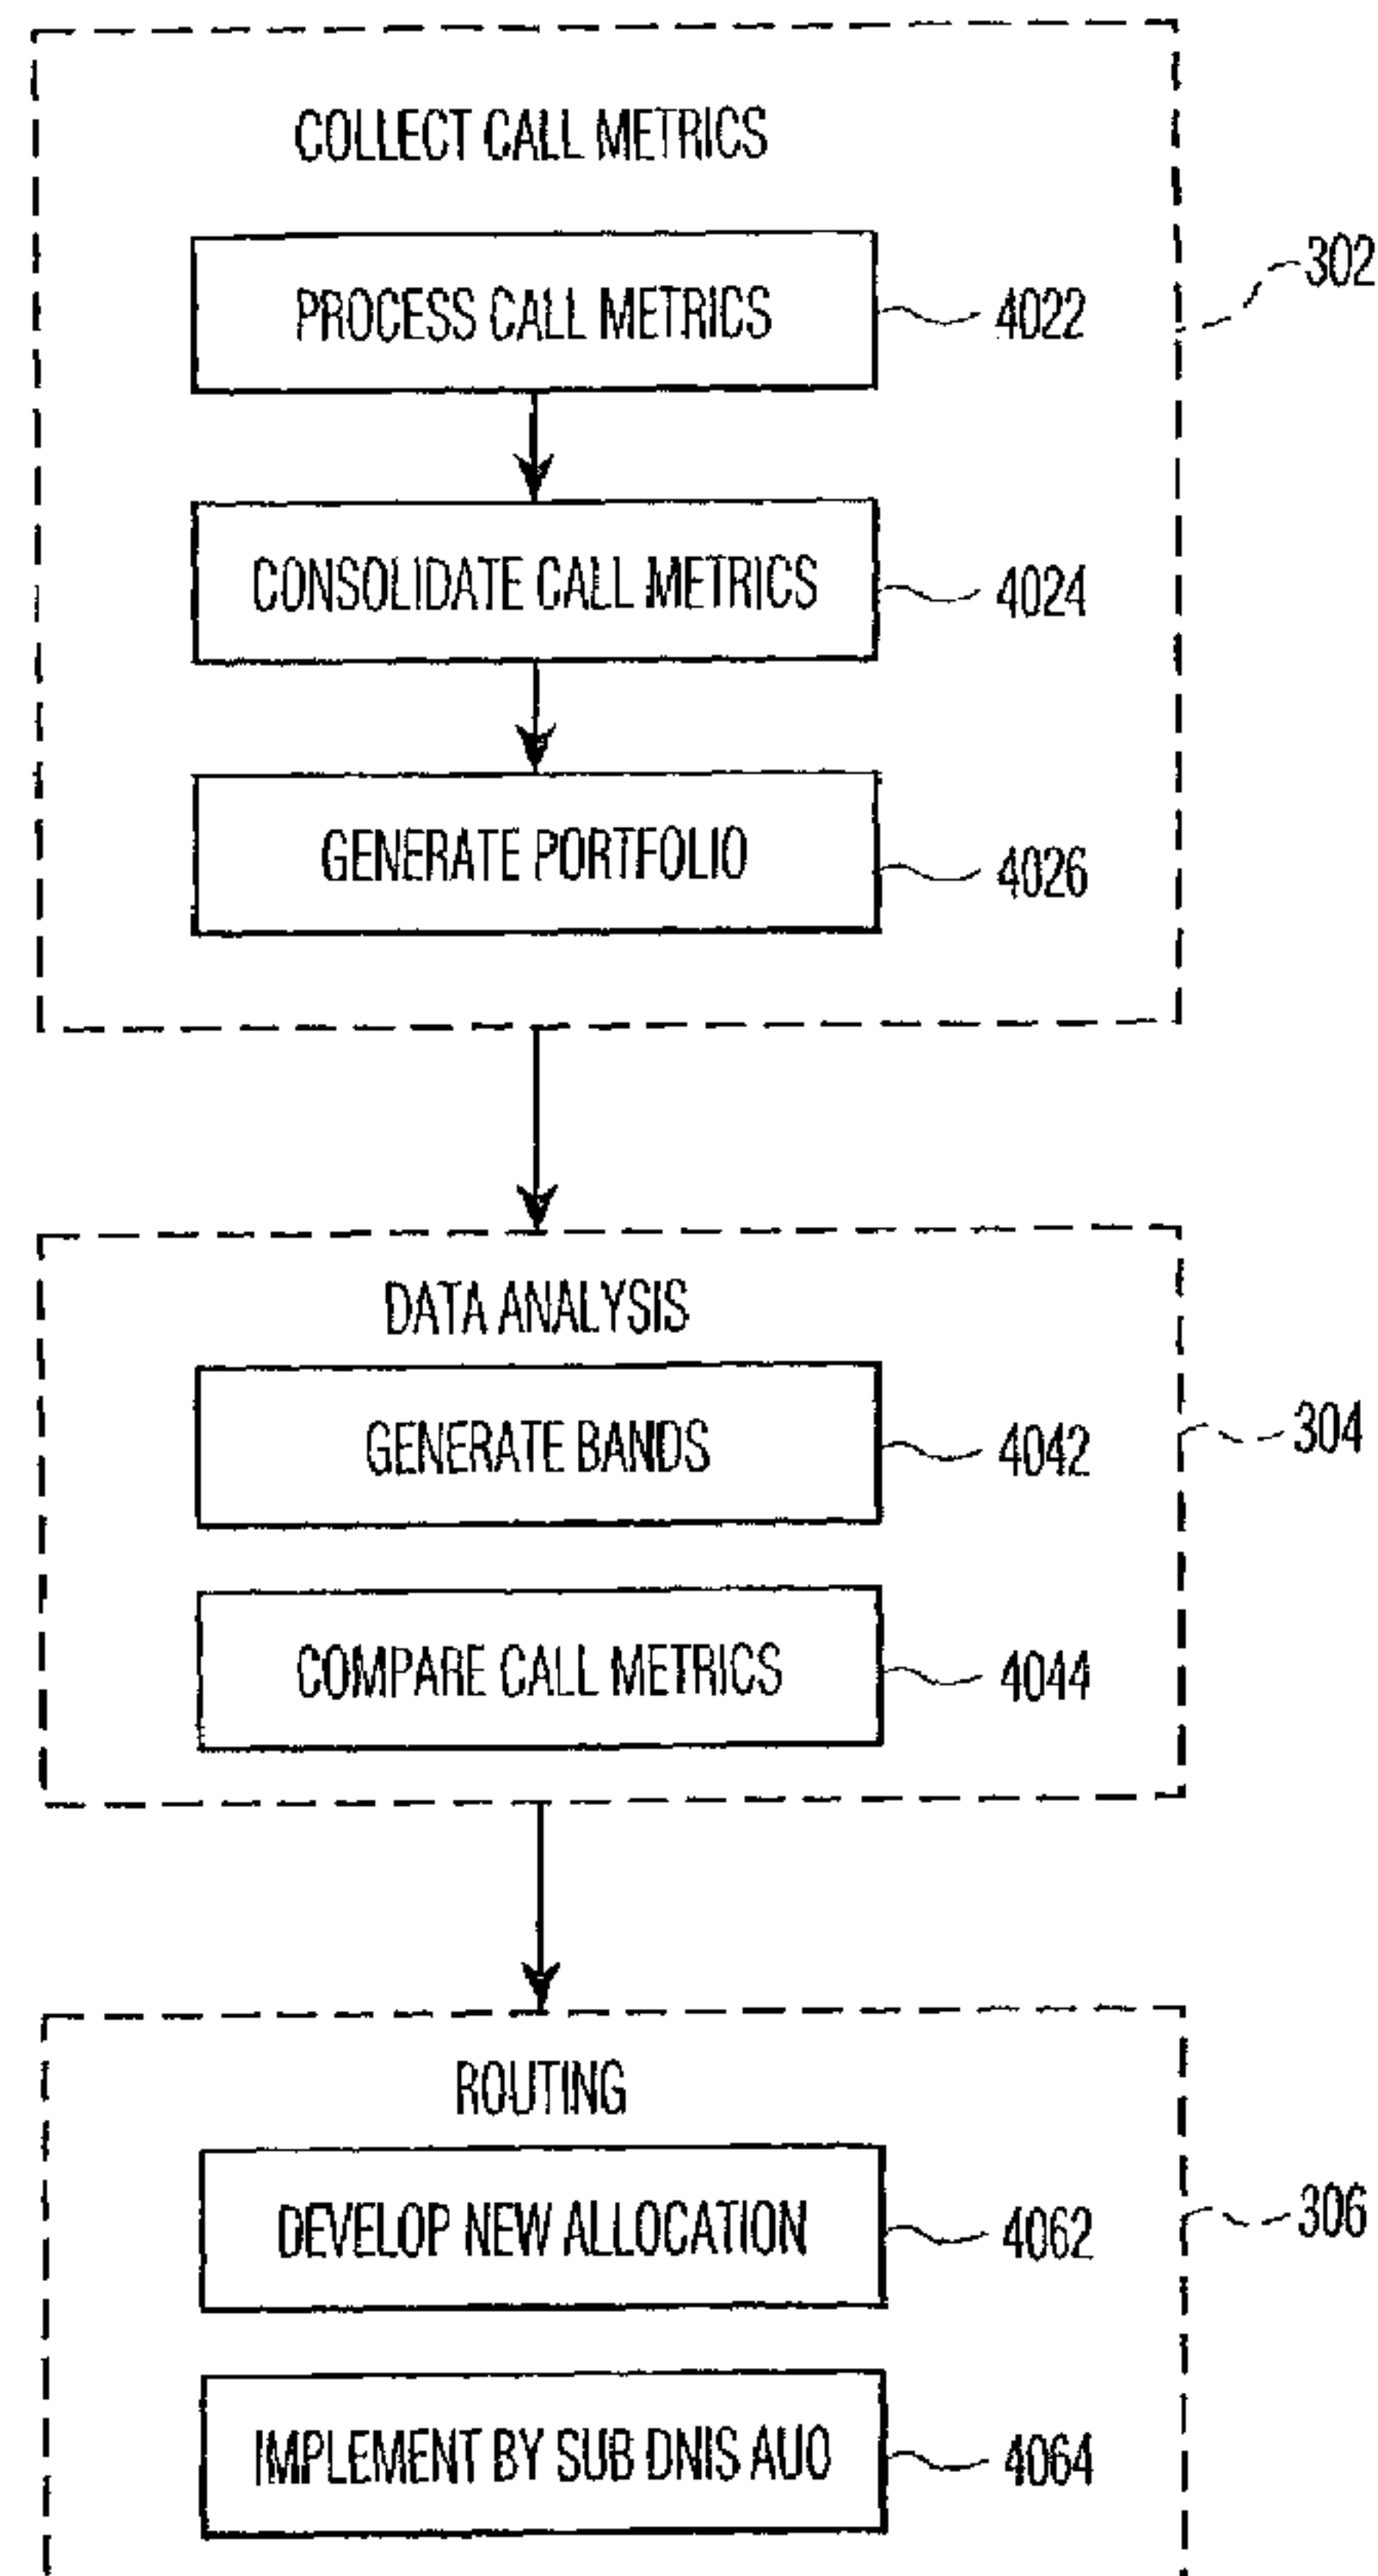 COLLECT CALL METRICS
PROCESS CALL METRICS
4022
302
CONSOLIDATE CALL METRICS
4024
GENERATE PORTFOLIO
4026
DATA ANALYSIS
GENERATE BANDS
4042
304
COMPARE CALL METRICS
4044
ROUTING
DEVELOP NEW ALLOCATION
4062
306
IMPLEMENT BY SUB DNIS AUO
4064